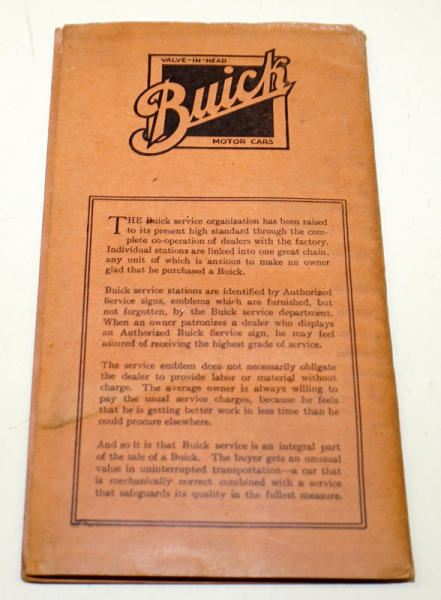 VALVE-IN-HEAD
Buick
MOTOR CARS
THE Buick service organization has been raised
to its present high standard through the com-
plete co-operation of dealers with the factory.
Individual stations are linked into one great chain,
any unit of which is anxious to make an owner
glad that he purchased a Buick.
Buick service stations are identified by Authorized
Service signs, emblems which are furnished, but
not forgotten, by the Buick service department.
When an owner patronizes a dealer who displays
an Authorized Buick Service sign, he may feel
assured of receiving the highest grade of service.
The service emblem does not necessarily obligate
the dealer to provide labor or material without
charge. The average owner is always willing to
pay the usual service charges, because he feels
that he is getting better work in less time than he
could procure elsewhere.
And so it is that Buick service is an integral part
of the sale of a Buick. The buyer gets an unusual
value in uninterrupted transportation—a car that
is mechanically correct combined with a service
that safeguards its quality in the fullest measure.